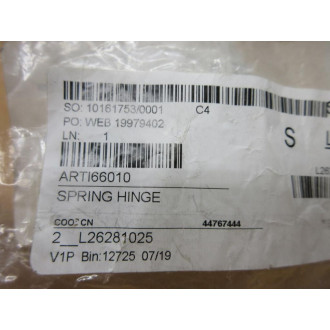 SO: 10161753/0001 C4
PO: WEB 19979402
LN: 1
S
ARTI66010
SPRING HINGE
COO: CN 44767444
2__L26281025
V1P Bin:12725 07/19